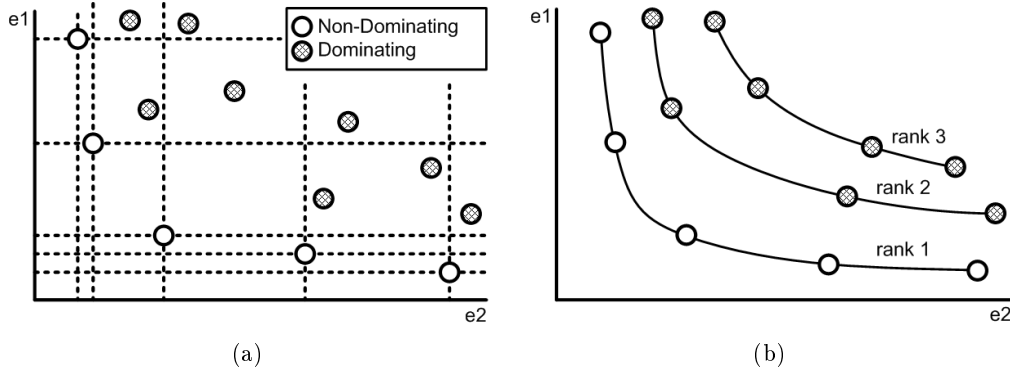 e1
Non-Dominating
Dominating
e2
(a)
e1
rank 3
rank 2
rank 1
e2
(b)